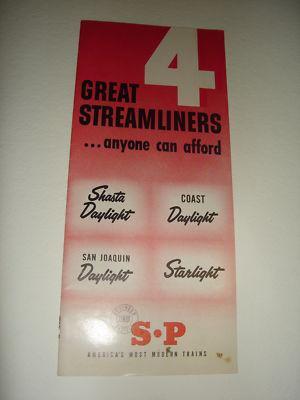 4
GREAT
STREAMLINERS
...anyone can afford
Shasta
Daylight
COAST
Daylight
SAN JOAQUIN
Daylight
Starlight
S•P
AMERICA'S MOST MODERN TRAINS